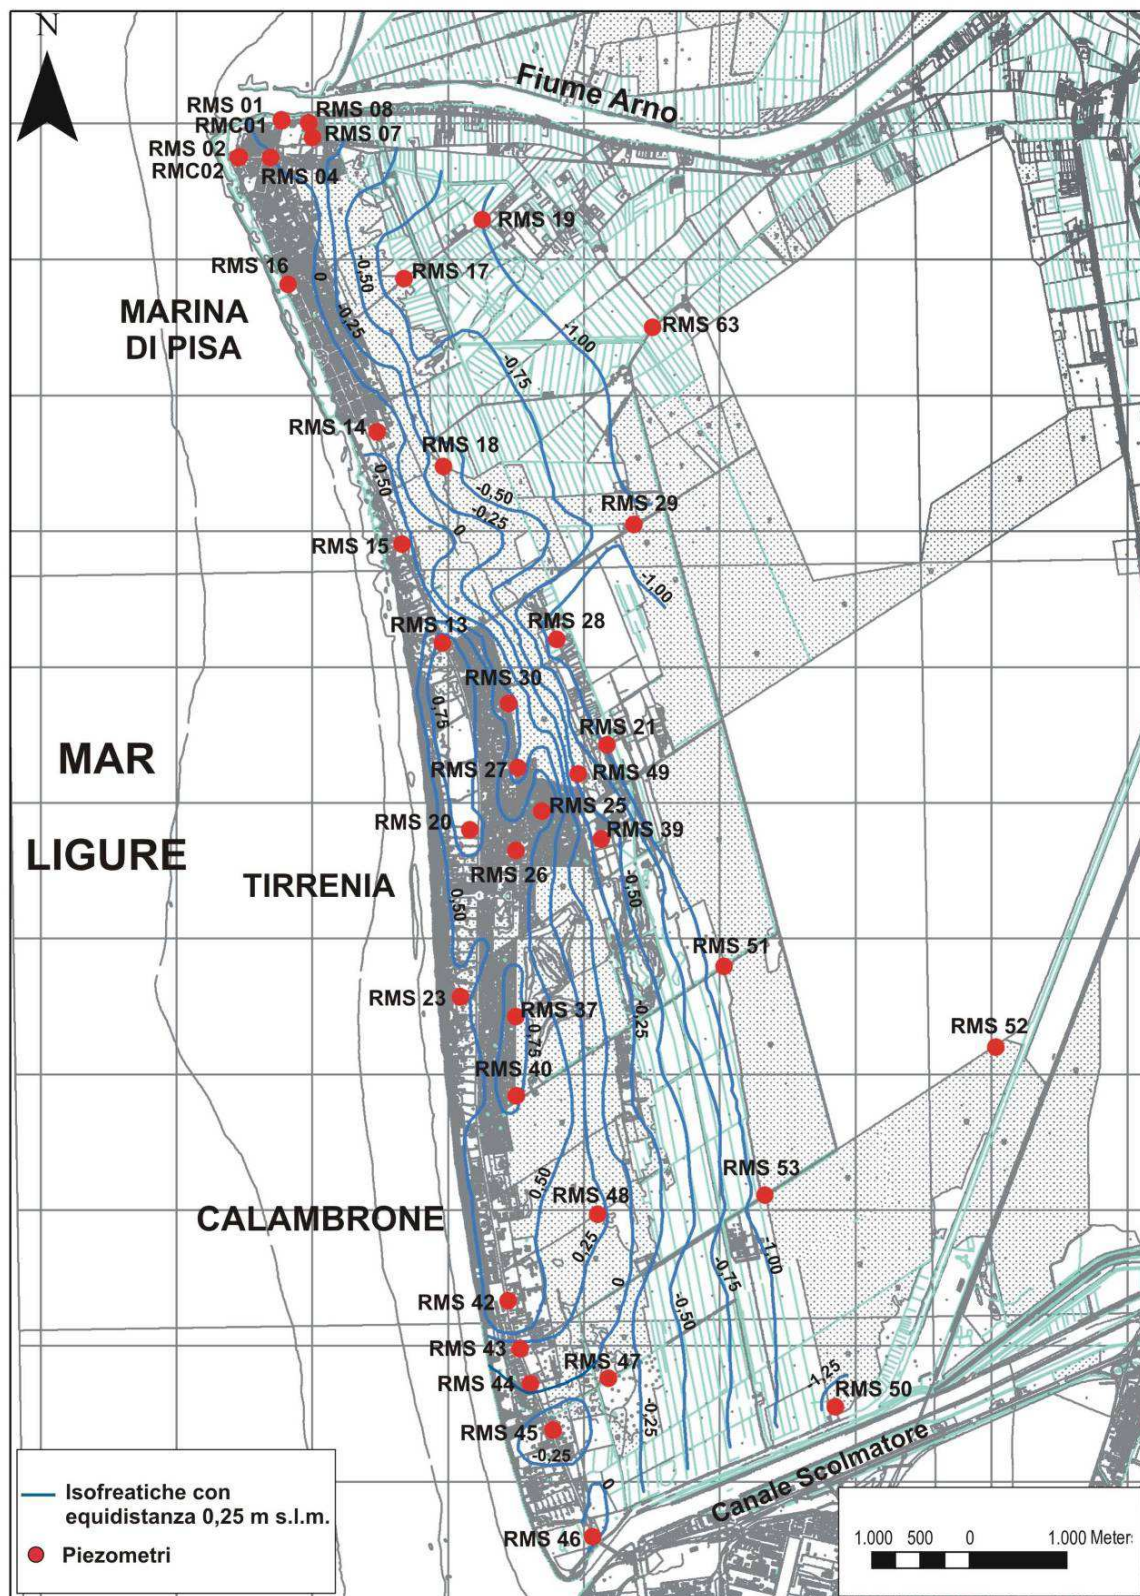 N
Fiume Arno
RMS 01
RMS 08
RMC01
RMS 07
RMS 02
RMC02
RMS 04
RMS 19
RMS 16
0
-0,50
RMS 17
MARINA
DI PISA
-0,25
-1,00
RMS 63
-0,75
RMS 14
RMS 18
0,50
-0,50
-0,25
0
RMS 29
RMS 15
-1,00
RMS 13
RMS 28
RMS 30
0,75
RMS 21
MAR
RMS 27
RMS 49
RMS 25
RMS 20
RMS 39
LIGURE
RMS 26
TIRRENIA
-0,50
0,50
RMS 51
RMS 23
RMS 37
-0,25
0,75
RMS 52
RMS 40
0,50
RMS 53
RMS 48
CALAMBRONE
0,25
-1,00
0
-0,75
RMS 42
-0,50
RMS 43
RMS 47
RMS 44
-1,25
RMS 50
-0,25
RMS 45
-0,25
Canale Scolmatore
0
RMS 46
Isofreatiche con
equidistanza 0,25 m s.l.m.
Piezometri
1.000 500 0 1.000 Meters